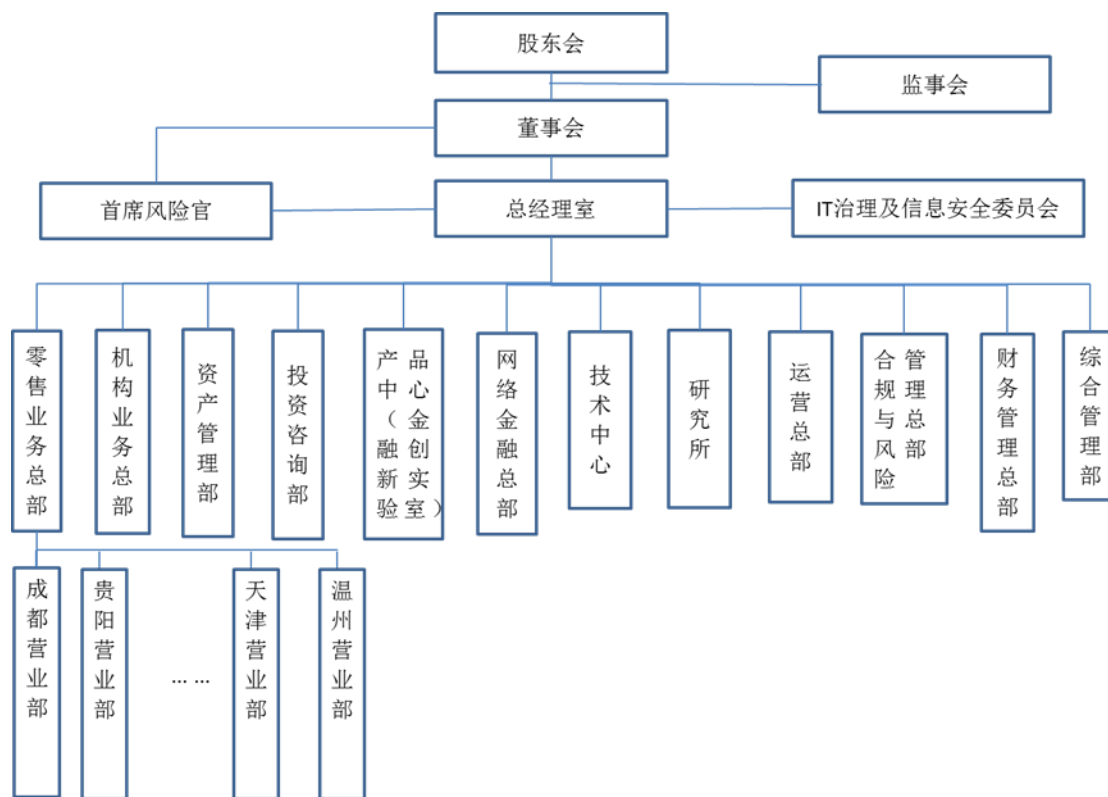 股东会
监事会
董事会
首席风险官
总经理室
IT治理及信息安全委员会
零售业务总部
机构业务总部
资产管理部
投资咨询部
产品
中心
（金
融创
新实
验室）
网络金融总部
技术中心
研究所
运营总部
合规与风险
管理总部
财务管理总部
综合管理部
成都营业部
贵阳营业部
……
天津营业部
温州营业部